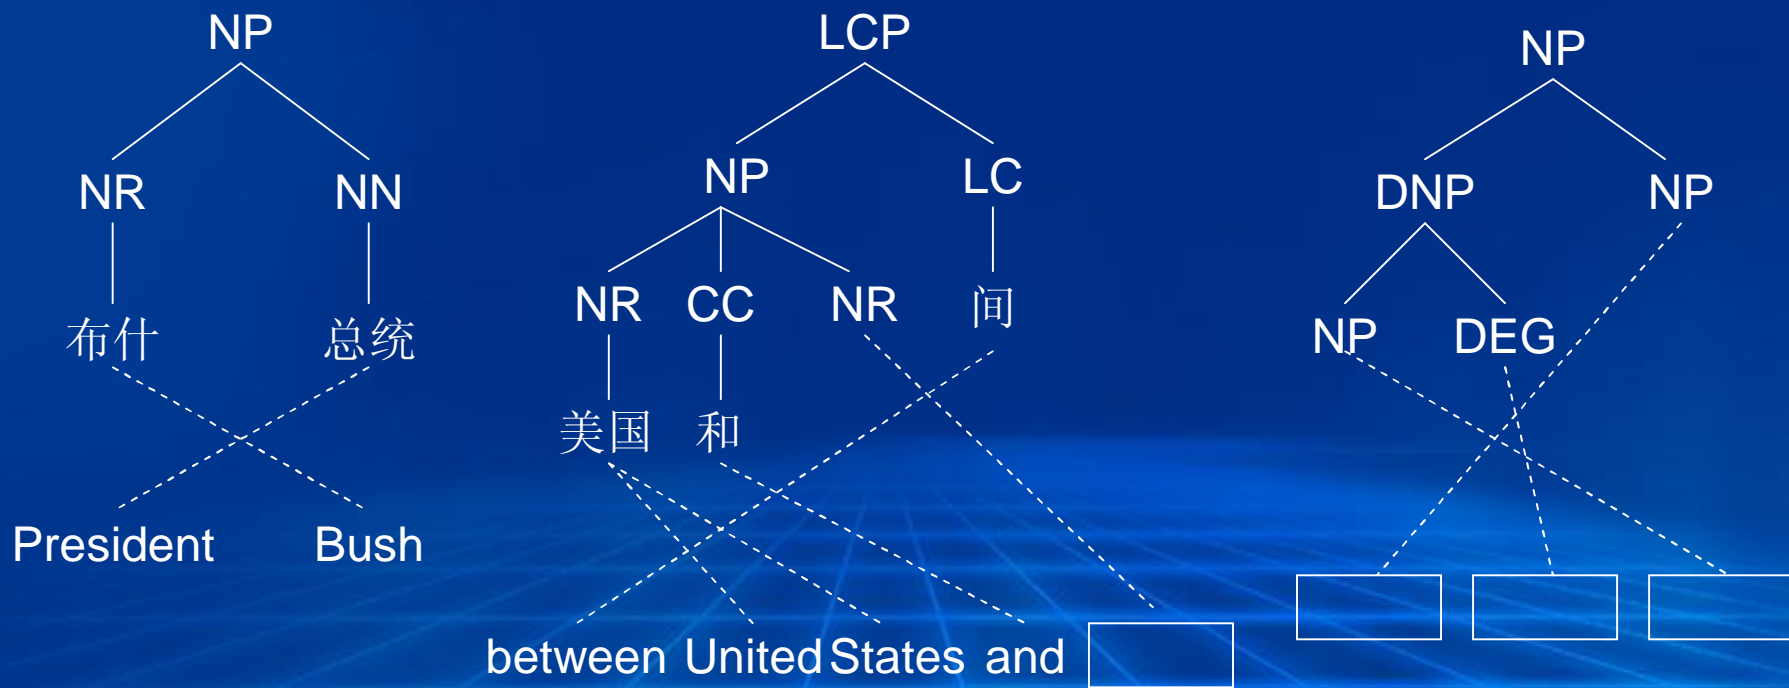 NP
NR NN
布什 总统
President Bush
LCP
NP LC
NR CC NR 间
美国 和
between United States and
NP
DNP NP
NP DEG